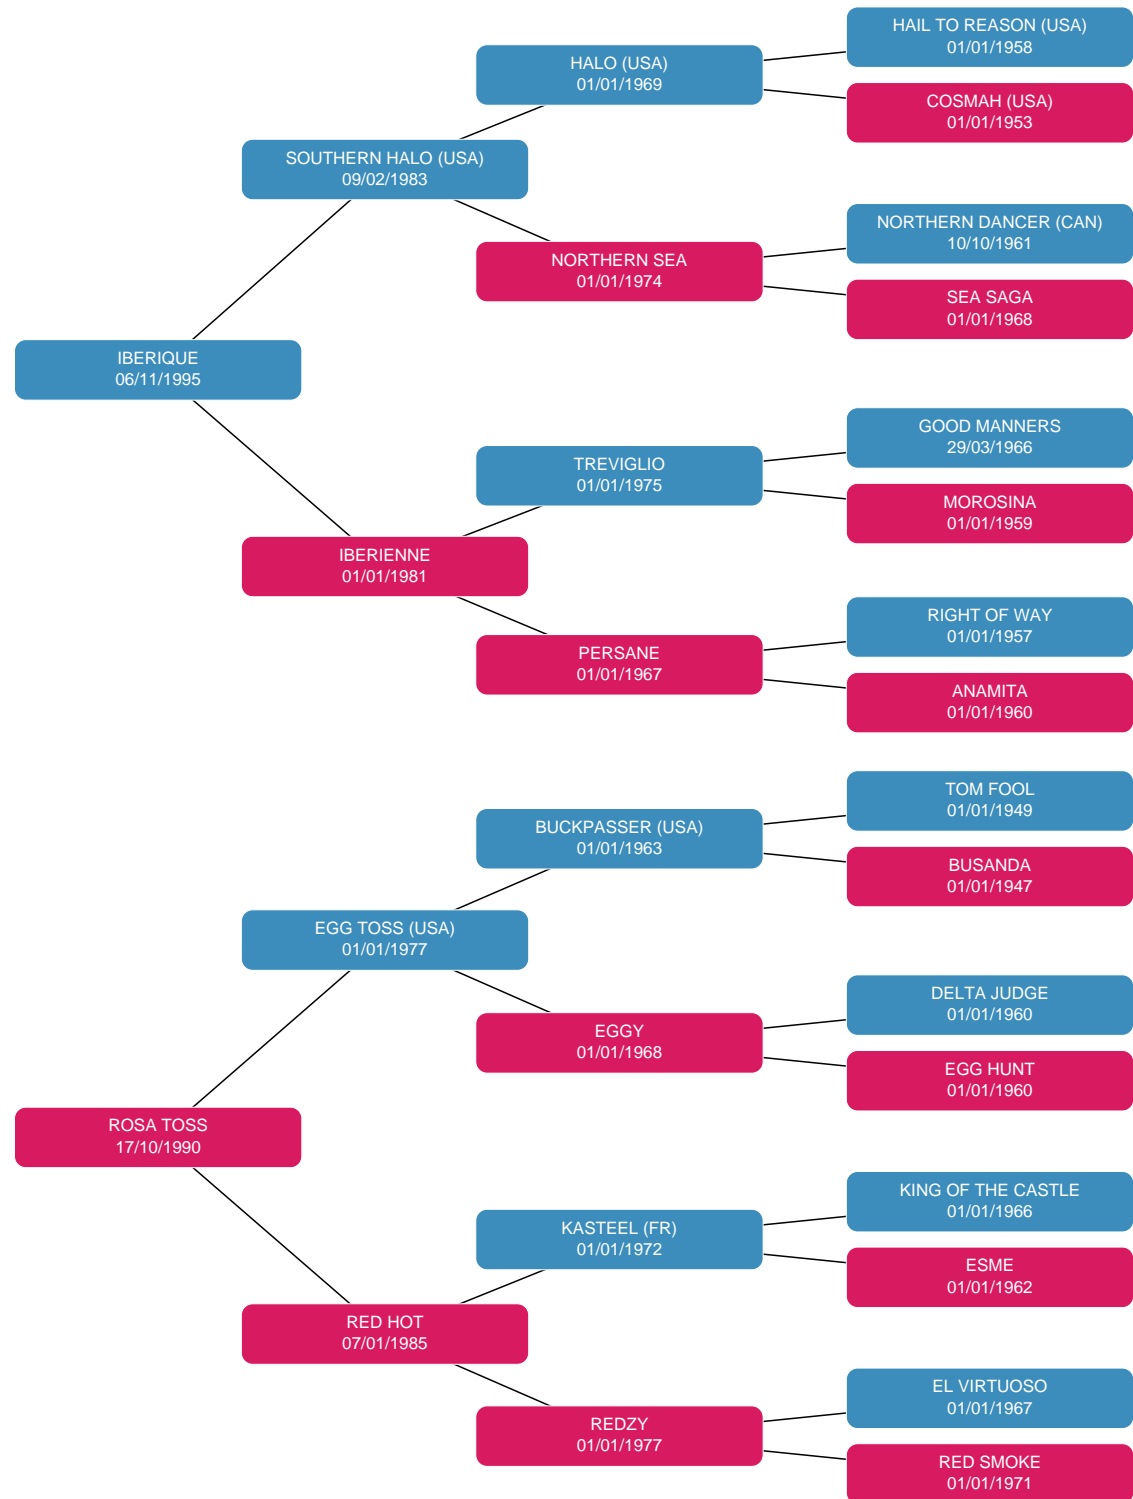 HAIL TO REASON (USA)
01/01/1958
HALO (USA)
01/01/1969
COSMAH (USA)
01/01/1953
SOUTHERN HALO (USA)
09/02/1983
NORTHERN DANCER (CAN)
10/10/1961
NORTHERN SEA
01/01/1974
SEA SAGA
01/01/1968
IBERIQUE
06/11/1995
GOOD MANNERS
29/03/1966
TREVIGLIO
01/01/1975
MOROSINA
01/01/1959
IBERIENNE
01/01/1981
RIGHT OF WAY
01/01/1957
PERSANE
01/01/1967
ANAMITA
01/01/1960
TOM FOOL
01/01/1949
BUCKPASSER (USA)
01/01/1963
BUSANDA
01/01/1947
EGG TOSS (USA)
01/01/1977
DELTA JUDGE
01/01/1960
EGGY
01/01/1968
EGG HUNT
01/01/1960
ROSA TOSS
17/10/1990
KING OF THE CASTLE
01/01/1966
KASTEEL (FR)
01/01/1972
ESME
01/01/1962
RED HOT
07/01/1985
EL VIRTUOSO
01/01/1967
REDZY
01/01/1977
RED SMOKE
01/01/1971